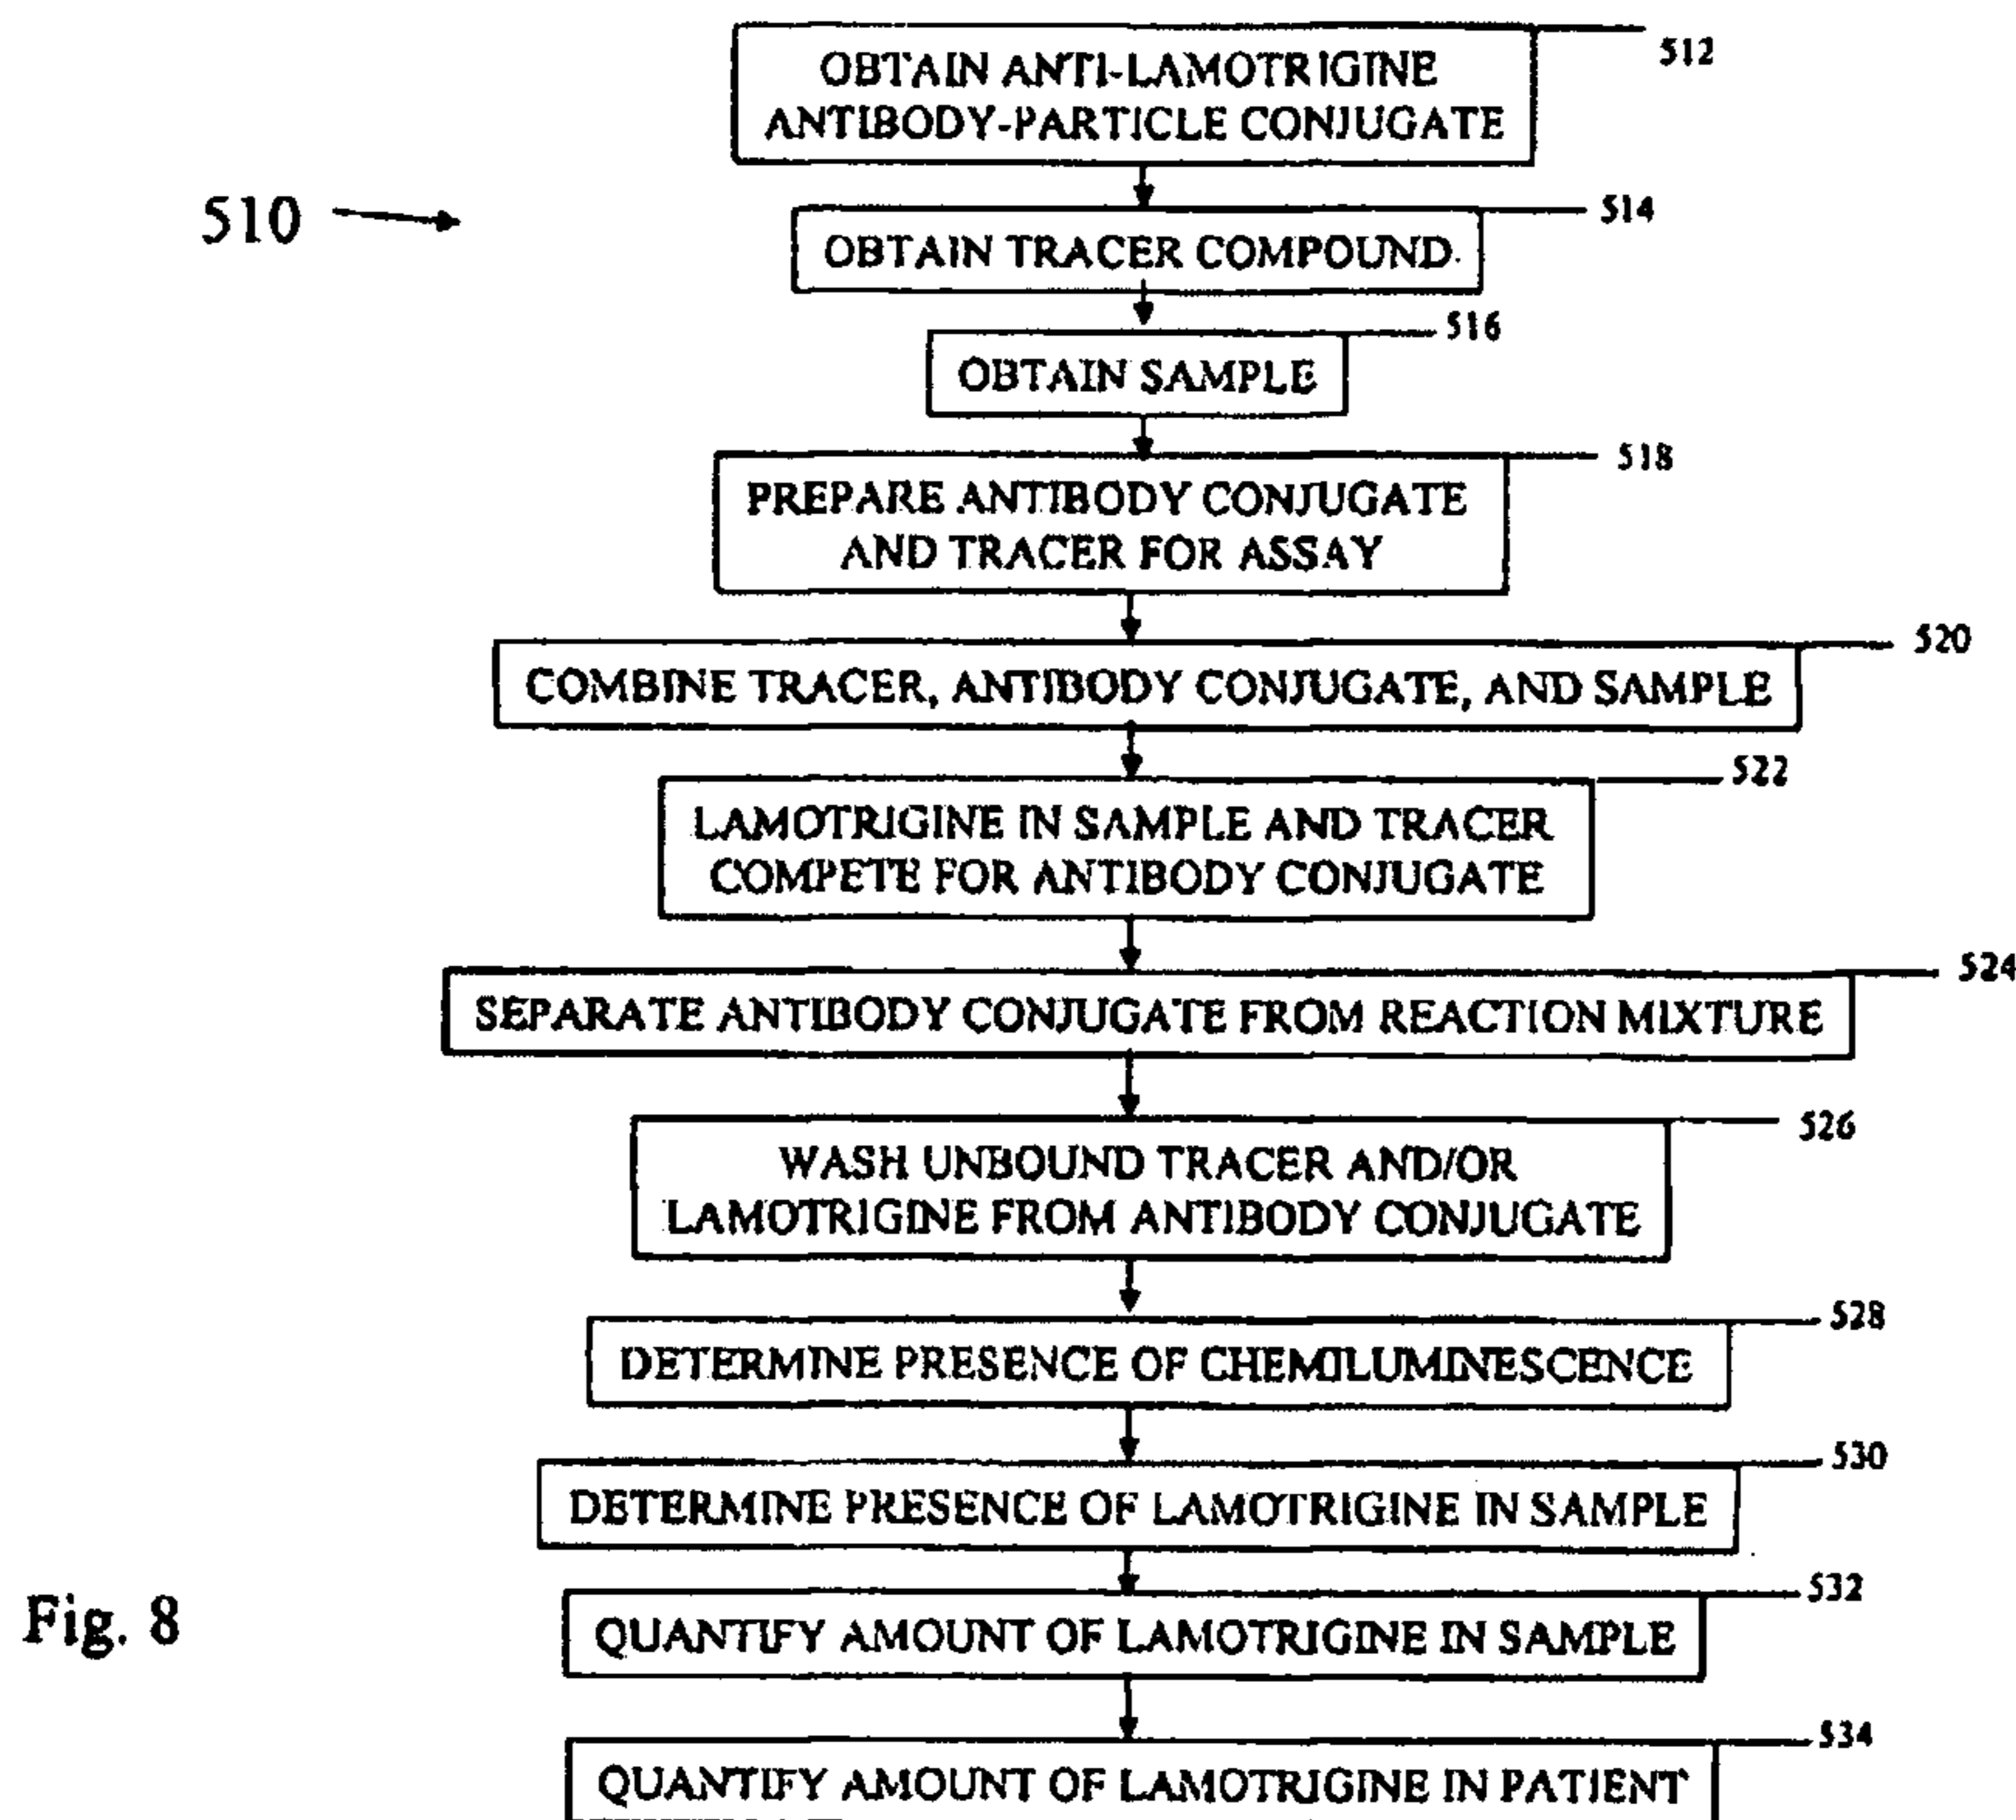 OBTAIN ANTI-LAMOTRIGINE
ANTIBODY-PARTICLE CONJUGATE
512
510
OBTAIN TRACER COMPOUND
514
OBTAIN SAMPLE
516
PREPARE ANTIBODY CONJUGATE
AND TRACER FOR ASSAY
518
COMBINE TRACER, ANTIBODY CONJUGATE, AND SAMPLE
520
LAMOTRIGINE IN SAMPLE AND TRACER
COMPETE FOR ANTIBODY CONJUGATE
522
SEPARATE ANTIBODY CONJUGATE FROM REACTION MIXTURE
524
WASH UNBOUND TRACER AND/OR
LAMOTRIGINE FROM ANTIBODY CONJUGATE
526
DETERMINE PRESENCE OF CHEMILUMINESCENCE
528
DETERMINE PRESENCE OF LAMOTRIGINE IN SAMPLE
530
QUANTIFY AMOUNT OF LAMOTRIGINE IN SAMPLE
532
Fig. 8
QUANTIFY AMOUNT OF LAMOTRIGINE IN PATIENT
534